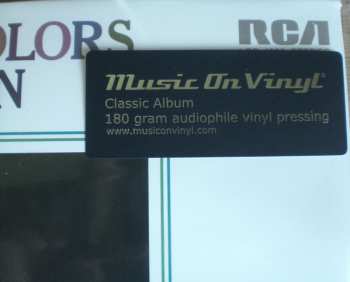 OLORS
N
RCA
Music On Vinyl®
Classic Album
180 gram audiophile vinyl pressing
www.musiconvinyl.com